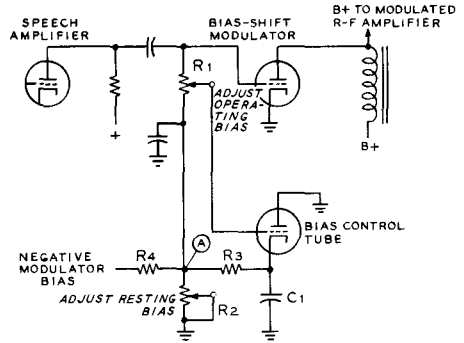 SPEECH
AMPLIFIER
BIAS-SHIFT
MODULATOR
B+ TO MODULATED
R-F AMPLIFIER
R1
ADJUST
OPERA-
TING
BIAS
+
B+
BIAS CONTROL
TUBE
A
NEGATIVE
MODULATOR
BIAS
R4
R3
ADJUST RESTING
BIAS
R2
C1